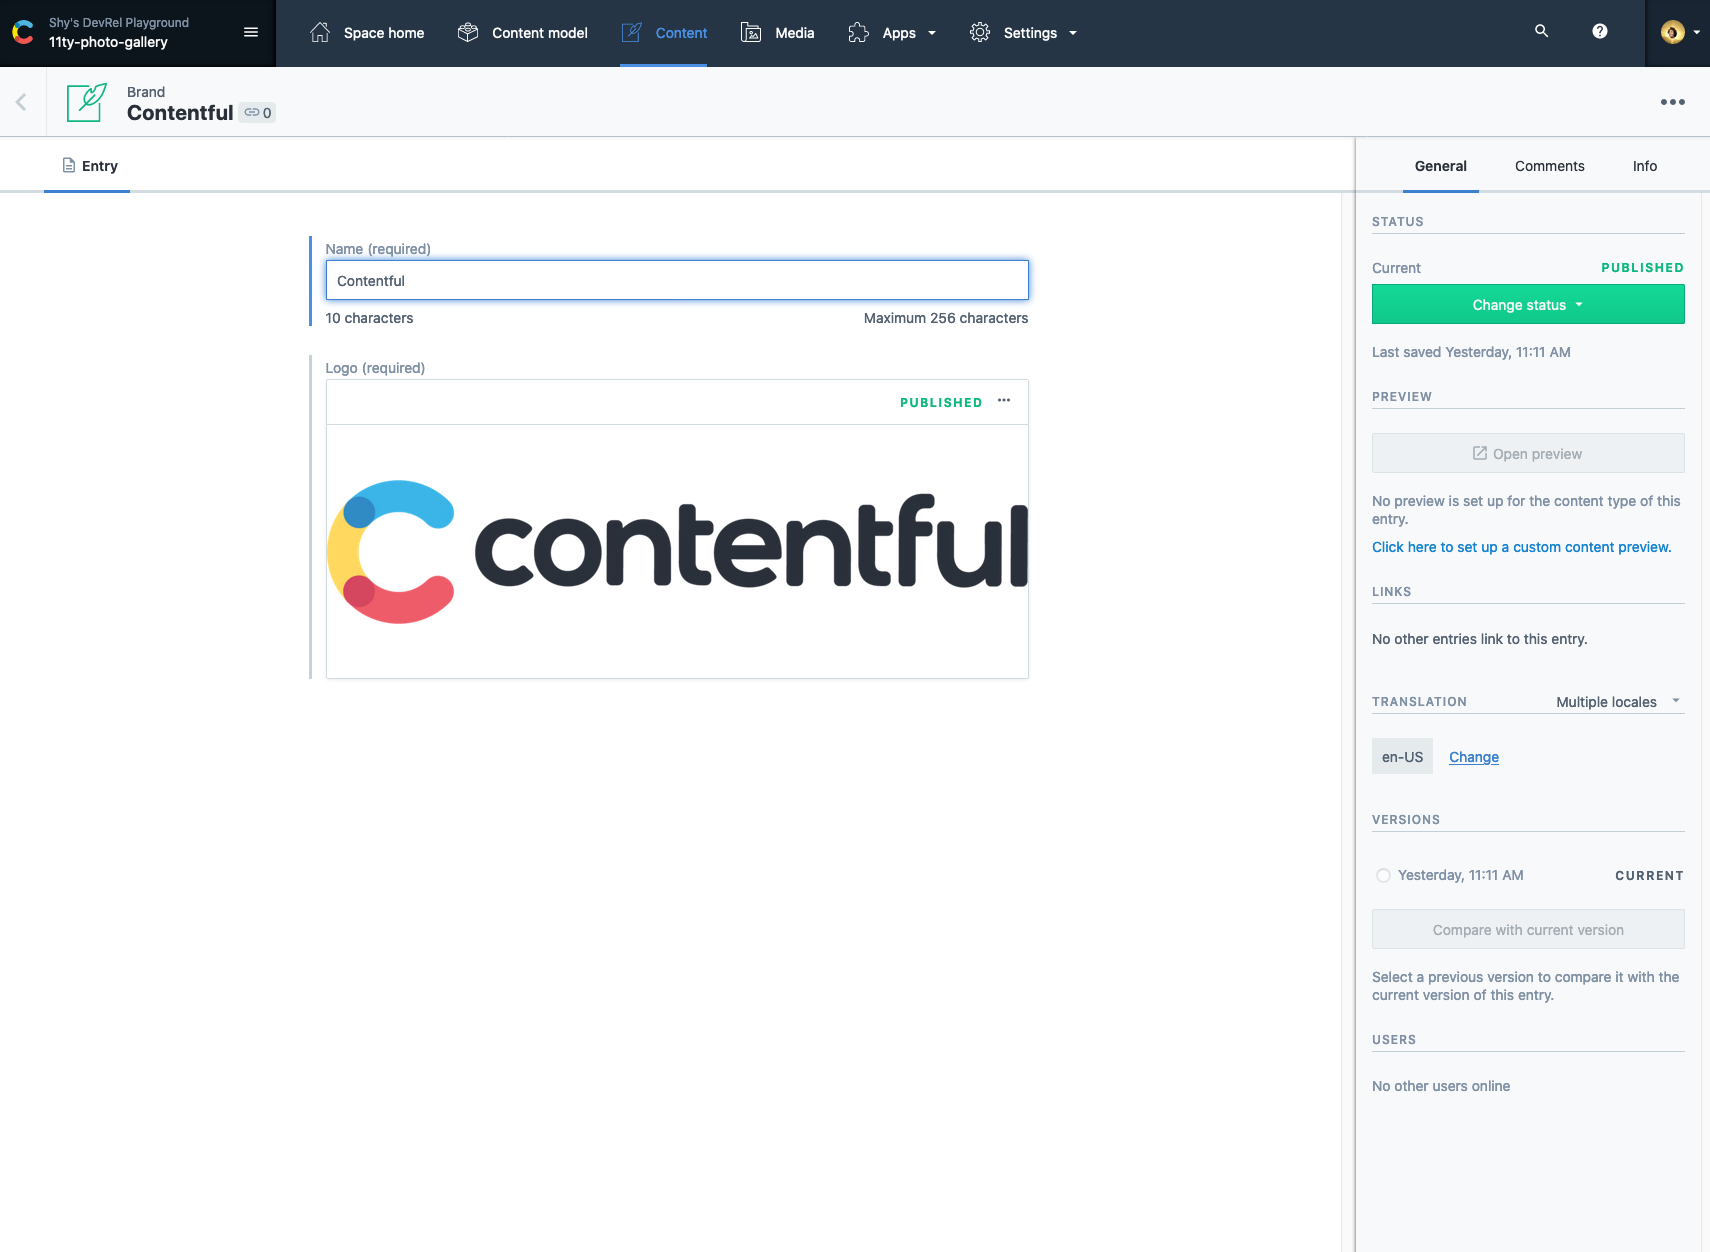 Shy's DevRel Playground
11ty-photo-gallery
Space home
Content model
Content
Media
Apps
Settings
Brand
Contentful 0
Entry
General
Comments
Info
Name (required)
Contentful
10 characters
Maximum 256 characters
Logo (required)
PUBLISHED
contentful
STATUS
Current
PUBLISHED
Change status
Last saved Yesterday, 11:11 AM
PREVIEW
Open preview
No preview is set up for the content type of this
entry.
Click here to set up a custom content preview.
LINKS
No other entries link to this entry.
TRANSLATION
Multiple locales
en-US
Change
VERSIONS
Yesterday, 11:11 AM
CURRENT
Compare with current version
Select a previous version to compare it with the
current version of this entry.
USERS
No other users online